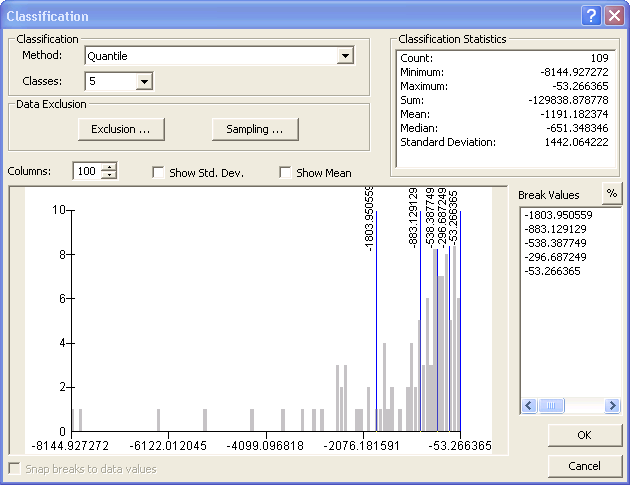 Classification
Classification
Method: Quantile
Classes: 5
Data Exclusion
Exclusion ...
Sampling ...
Classification Statistics
Count: 109
Minimum: -8144.927272
Maximum: -53.266365
Sum: -129838.878778
Mean: -1191.182374
Median: -651.348346
Standard Deviation: 1442.064222
Columns: 100
Show Std. Dev.
Show Mean
Break Values
%
-1803.950559
-883.129129
-538.387749
-296.687249
-53.266365
10
8
6
4
2
0
-1803.950559
-883.129129
-538.387749
-296.687249
-53.266365
-8144.927272 -6122.012045 -4099.096818 -2076.181591 -53.266365
Snap breaks to data values
OK
Cancel